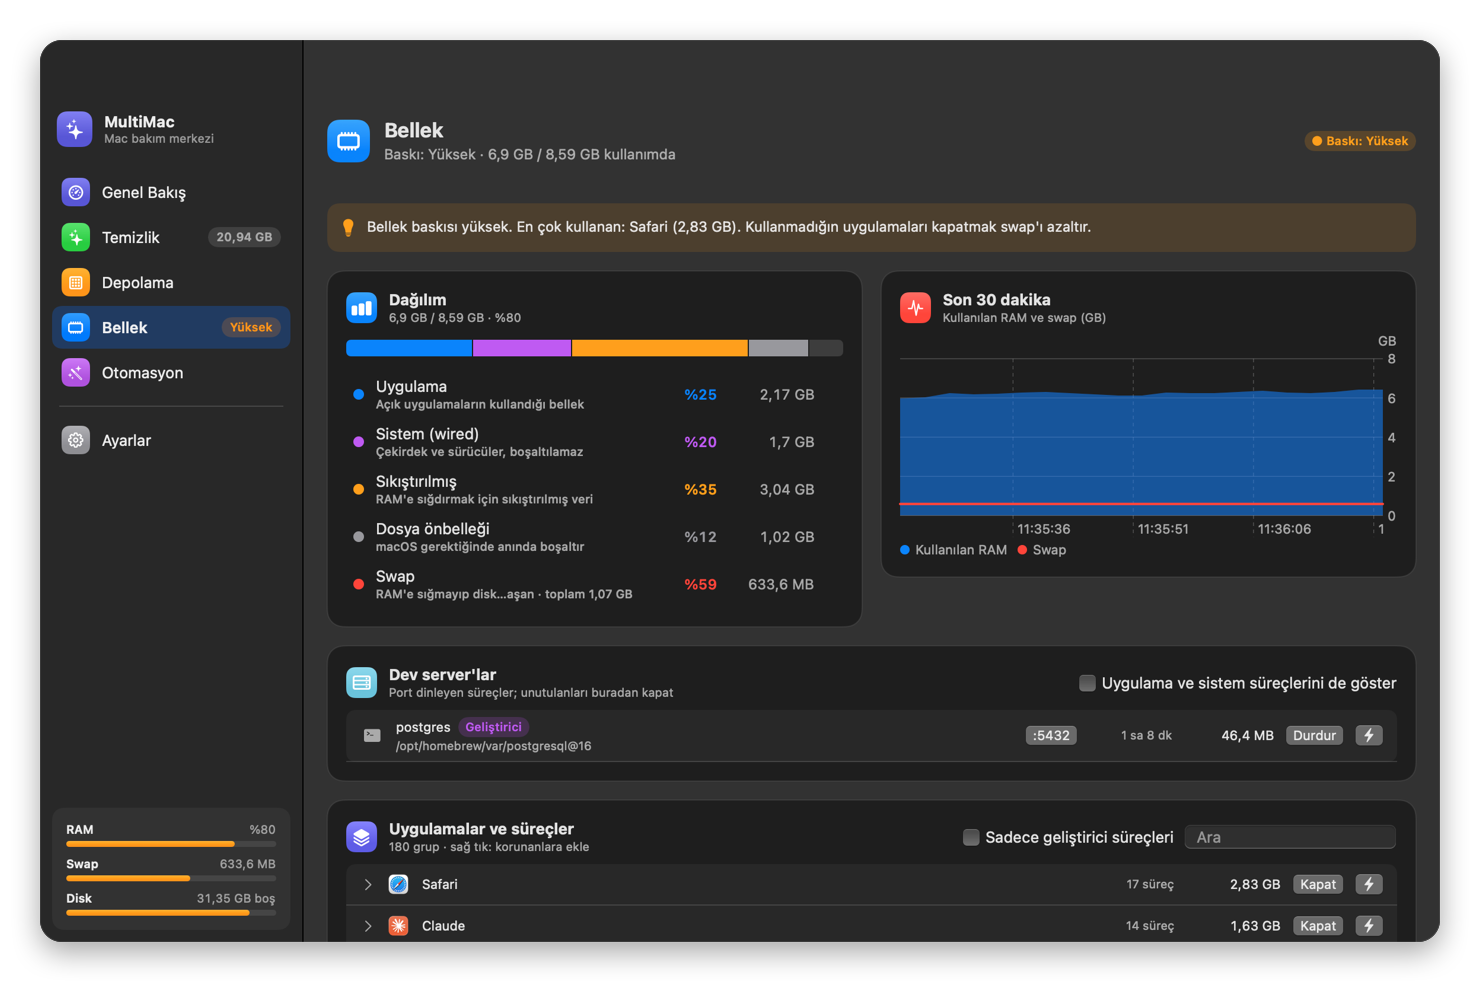 MultiMac
Mac bakım merkezi
Genel Bakış
Temizlik 20,94 GB
Depolama
Bellek Yüksek
Otomasyon
Ayarlar
RAM %80
Swap 633,6 MB
Disk 31,35 GB boş
Bellek
Baskı: Yüksek · 6,9 GB / 8,59 GB kullanımda
Baskı: Yüksek
Bellek baskısı yüksek. En çok kullanan: Safari (2,83 GB). Kullanmadığın uygulamaları kapatmak swap'ı azaltır.
Dağılım
6,9 GB / 8,59 GB · %80
Uygulama
Açık uygulamaların kullandığı bellek
%25 2,17 GB
Sistem (wired)
Çekirdek ve sürücüler, boşaltılamaz
%20 1,7 GB
Sıkıştırılmış
RAM'e sığdırmak için sıkıştırılmış veri
%35 3,04 GB
Dosya önbelleği
macOS gerektiğinde anında boşaltır
%12 1,02 GB
Swap
RAM'e sığmayıp disk...aşan · toplam 1,07 GB
%59 633,6 MB
Son 30 dakika
Kullanılan RAM ve swap (GB)
GB
8
6
4
2
0
11:35:36 11:35:51 11:36:06 1
Kullanılan RAM Swap
Dev server'lar
Port dinleyen süreçler; unutulanları buradan kapat
Uygulama ve sistem süreçlerini de göster
postgres Geliştirici
/opt/homebrew/var/postgresql@16
:5432 1 sa 8 dk 46,4 MB Durdur
Uygulamalar ve süreçler
180 grup · sağ tık: korunanlara ekle
Sadece geliştirici süreçleri Ara
Safari 17 süreç 2,83 GB Kapat
Claude 14 süreç 1,63 GB Kapat